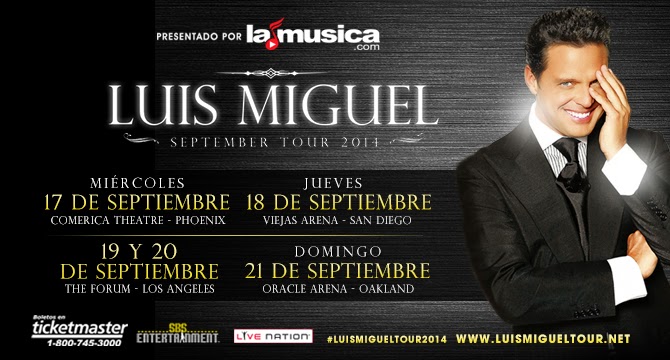 PRESENTADO POR lamusica.com
LUIS MIGUEL
SEPTEMBER TOUR 2014
MIÉRCOLES
17 DE SEPTIEMBRE
COMERICA THEATRE - PHOENIX
JUEVES
18 DE SEPTIEMBRE
VIEJAS ARENA - SAN DIEGO
19 Y 20
DE SEPTIEMBRE
THE FORUM - LOS ANGELES
DOMINGO
21 DE SEPTIEMBRE
ORACLE ARENA - OAKLAND
Boletos en
ticketmaster
1-800-745-3000
SBS
ENTERTAINMENT
LIVE NATION
#LUISMIGUELTOUR2014 WWW.LUISMIGUELTOUR.NET